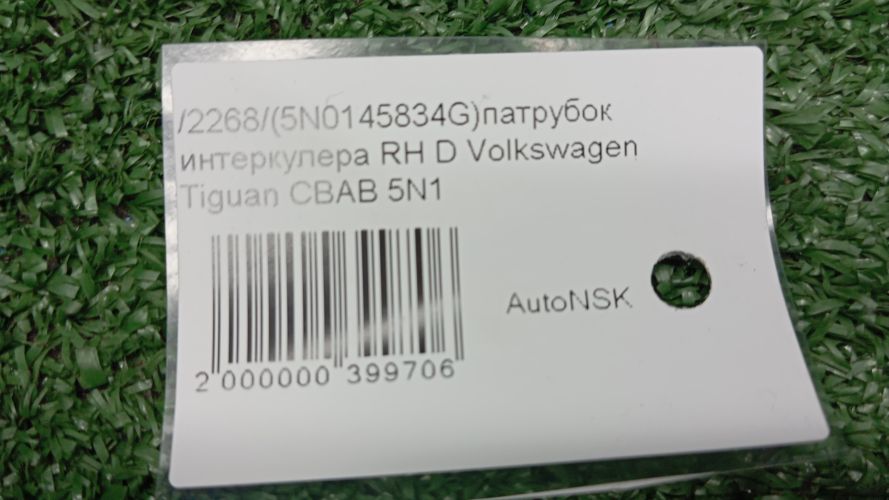 /2268/(5N0145834G)патрубок
интеркулера RH D Volkswagen
Tiguan CBAB 5N1
AutoNSK
2 000000 399706